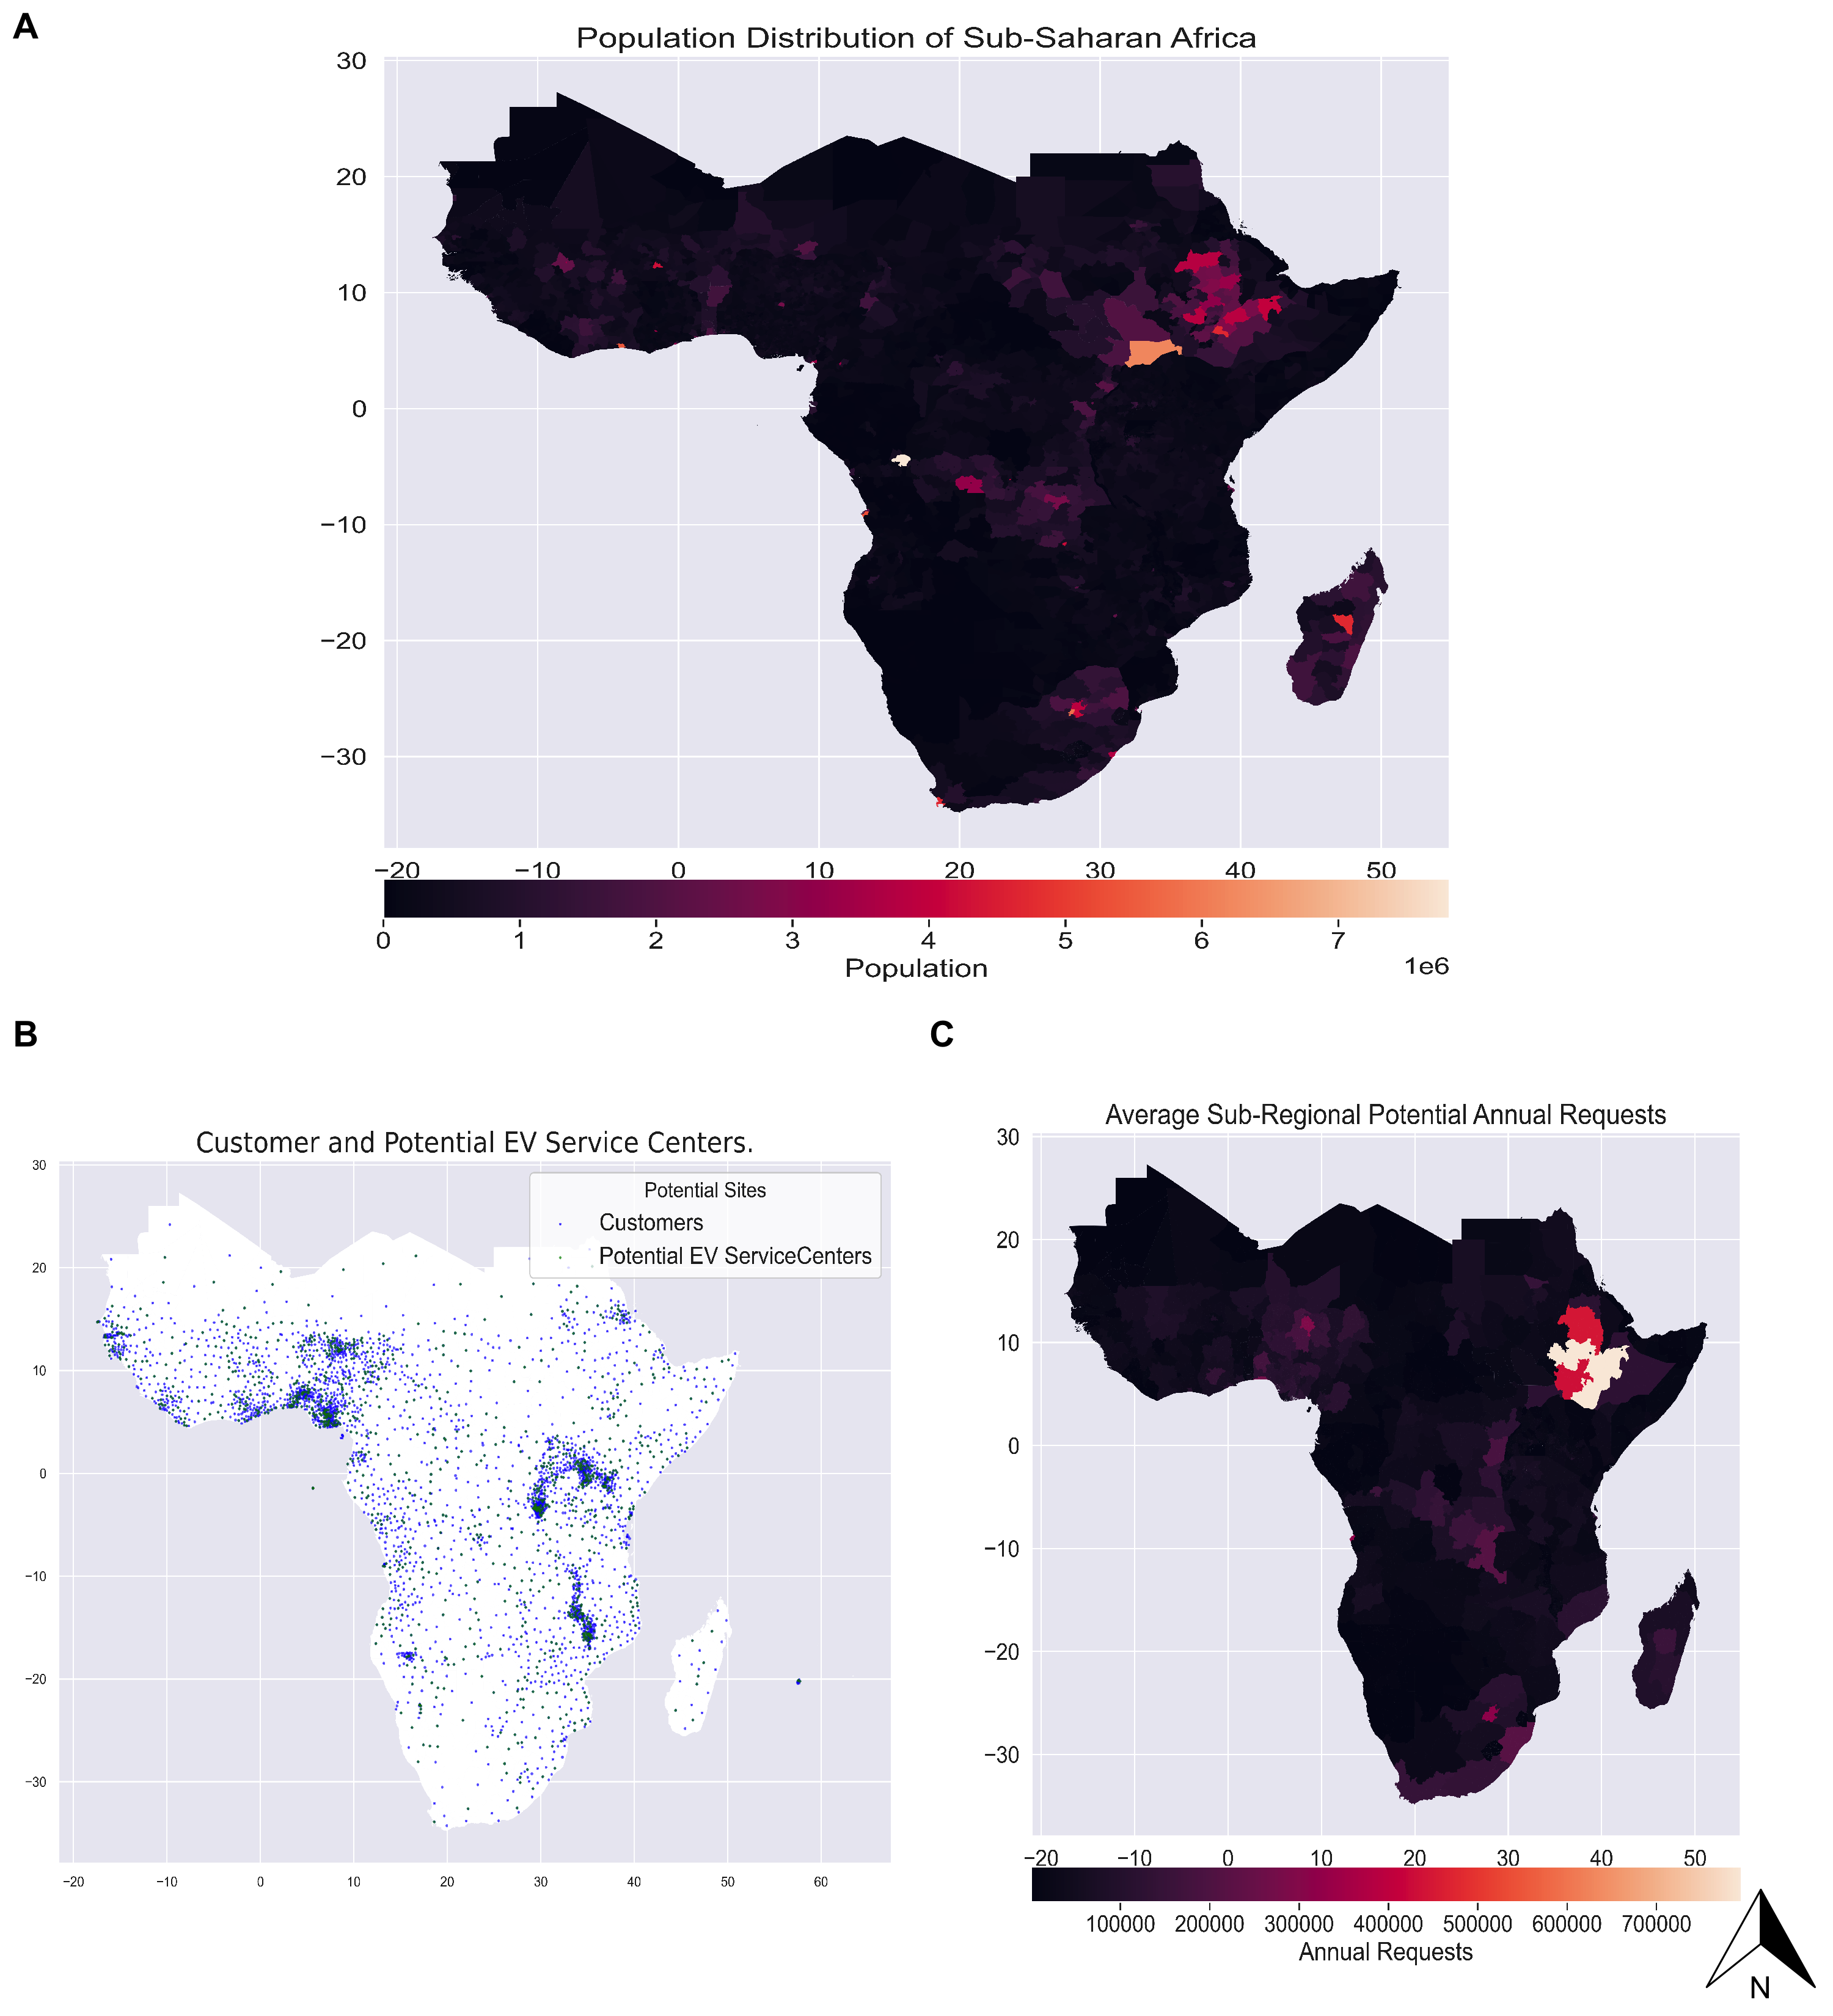 A
Population Distribution of Sub-Saharan Africa
30
20
10
0
−10
−20
−30
−20 −10 0 10 20 30 40 50
0 1 2 3 4 5 6 7
Population 1e6
B
Customer and Potential EV Service Centers.
30
20
10
0
−10
−20
−30
Potential Sites
Customers
Potential EV ServiceCenters
−20 −10 0 10 20 30 40 50 60
C
Average Sub-Regional Potential Annual Requests
30
20
10
0
−10
−20
−30
−20 −10 0 10 20 30 40 50
100000 200000 300000 400000 500000 600000 700000
Annual Requests
N